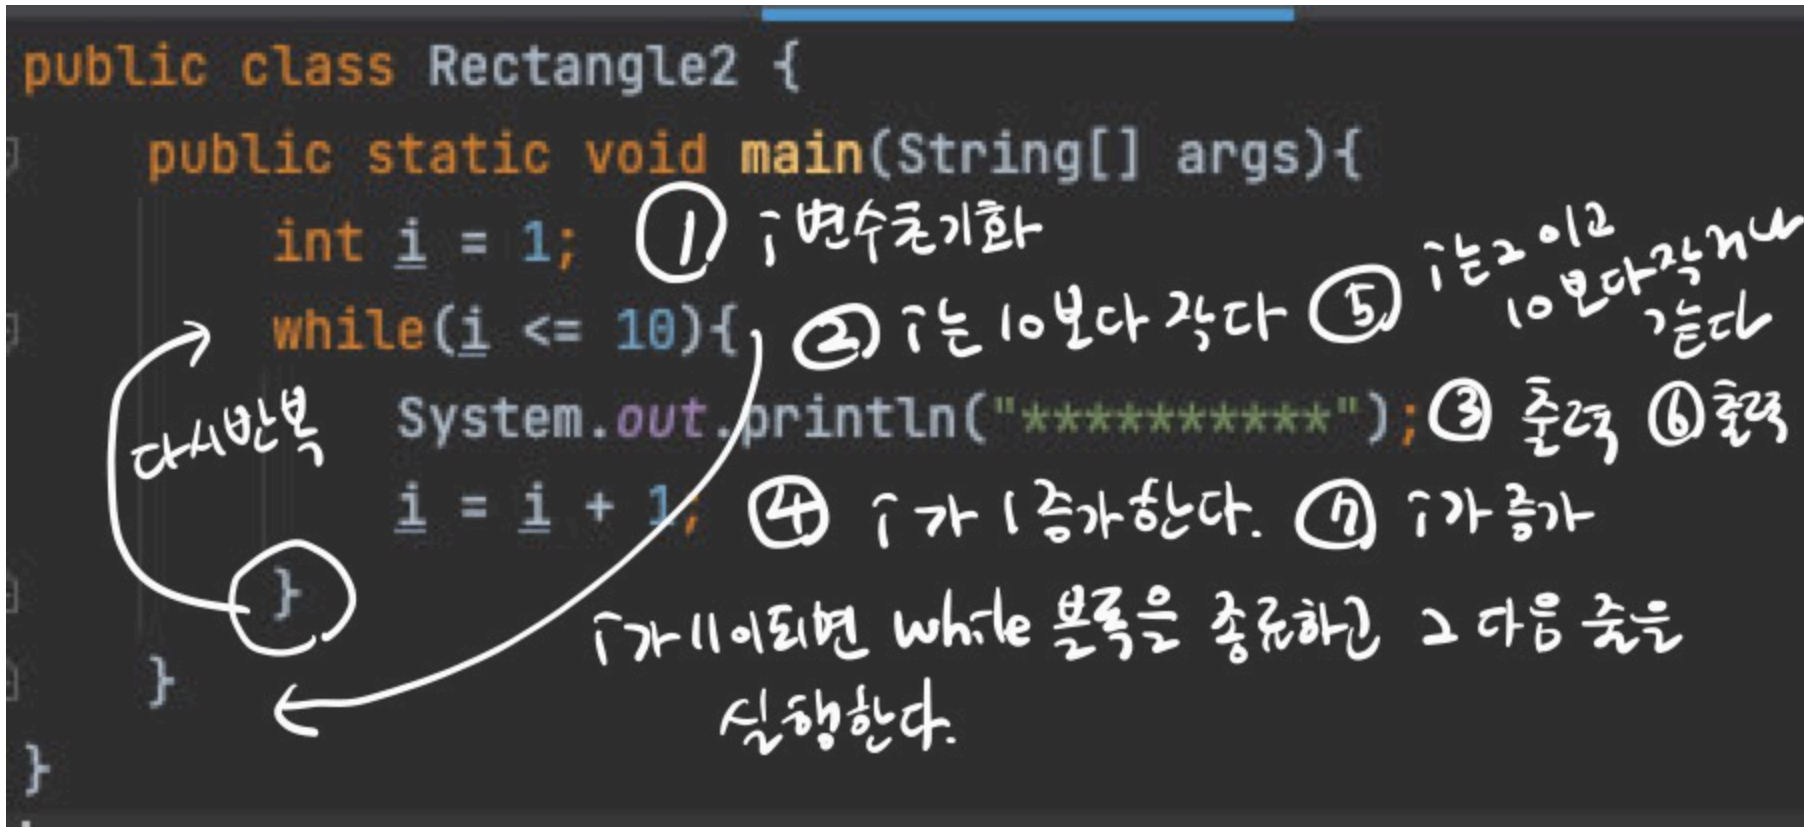 public class Rectangle2 {
public static void main(String[] args){
int i = 1; ① i 변수초기화
while(i <= 10){ ② i는 10보다 작다 ⑤ i는 2 이고 10보다 작거나 같다
System.out.println("**********"); ③ 출력 ⑥ 출력
i = i + 1; ④ i가 1 증가한다. ⑦ i가 증가
다시반복
}
i가 11이되면 while 블록을 종류하고 그 다음 줄을
실행한다.
}
}